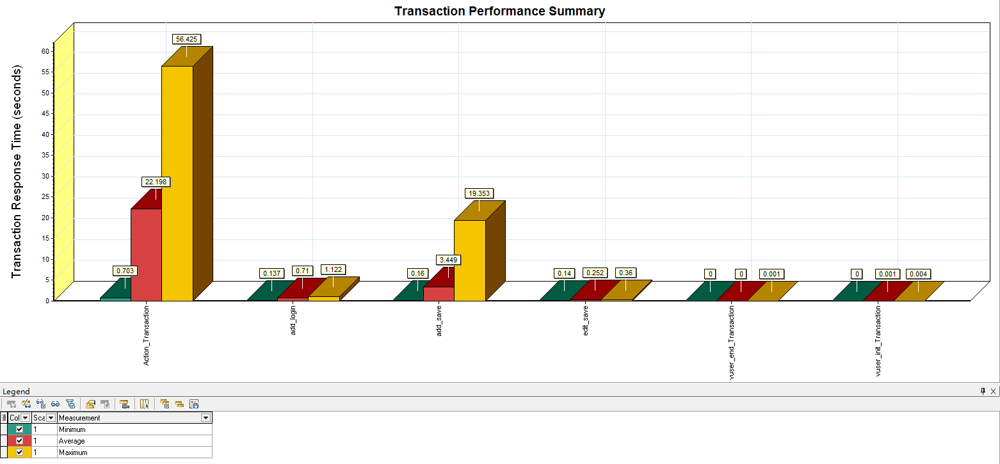 Transaction Performance Summary
Transaction Response Time (seconds)
60
55
50
45
40
35
30
25
20
15
10
5
0
0.703
22.198
56.425
0.137
0.71
1.122
0.16
3.449
19.353
0.14
0.252
0.36
0
0
0.001
0
0.001
0.004
Action_Transaction
add_login
add_save
edit_save
vuser_end_Transaction
vuser_init_Transaction
Legend
Col Sca Measurement
1 Minimum
1 Average
1 Maximum